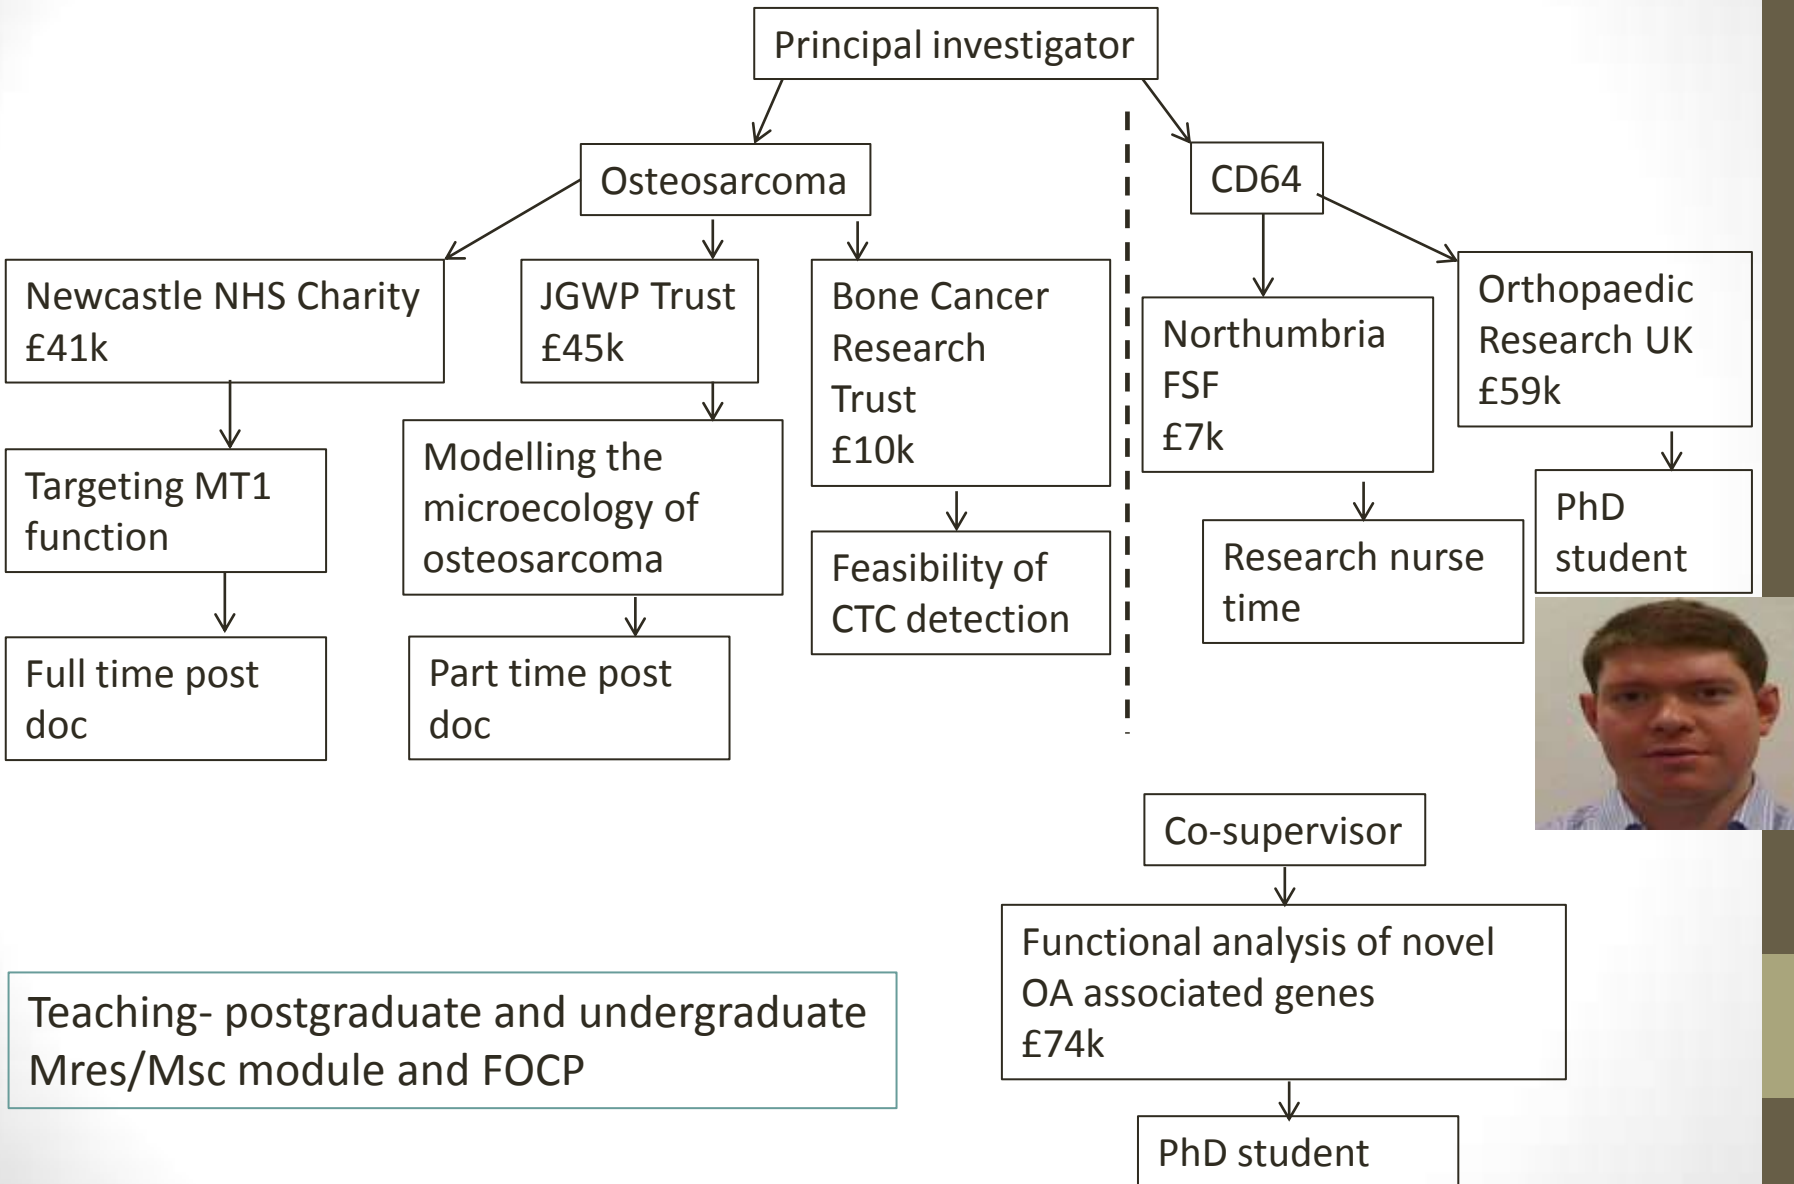 Principal investigator
Osteosarcoma
CD64
Newcastle NHS Charity
£41k
JGWP Trust
£45k
Bone Cancer
Research
Trust
£10k
Northumbria
FSF
£7k
Orthopaedic
Research UK
£59k
Targeting MT1
function
Modelling the
microecology of
osteosarcoma
Feasibility of
CTC detection
Research nurse
time
PhD
student
Full time post
doc
Part time post
doc
Co-supervisor
Functional analysis of novel
OA associated genes
£74k
PhD student
Teaching- postgraduate and undergraduate
Mres/Msc module and FOCP